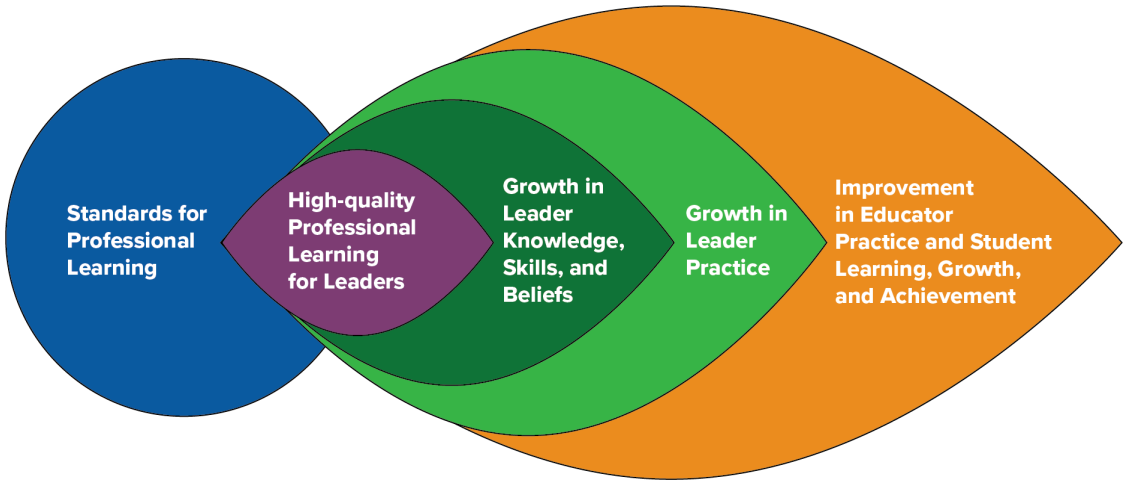 Standards for
Professional
Learning
High-quality
Professional
Learning
for Leaders
Growth in
Leader
Knowledge,
Skills, and
Beliefs
Growth in
Leader
Practice
Improvement
in Educator
Practice and Student
Learning, Growth,
and Achievement